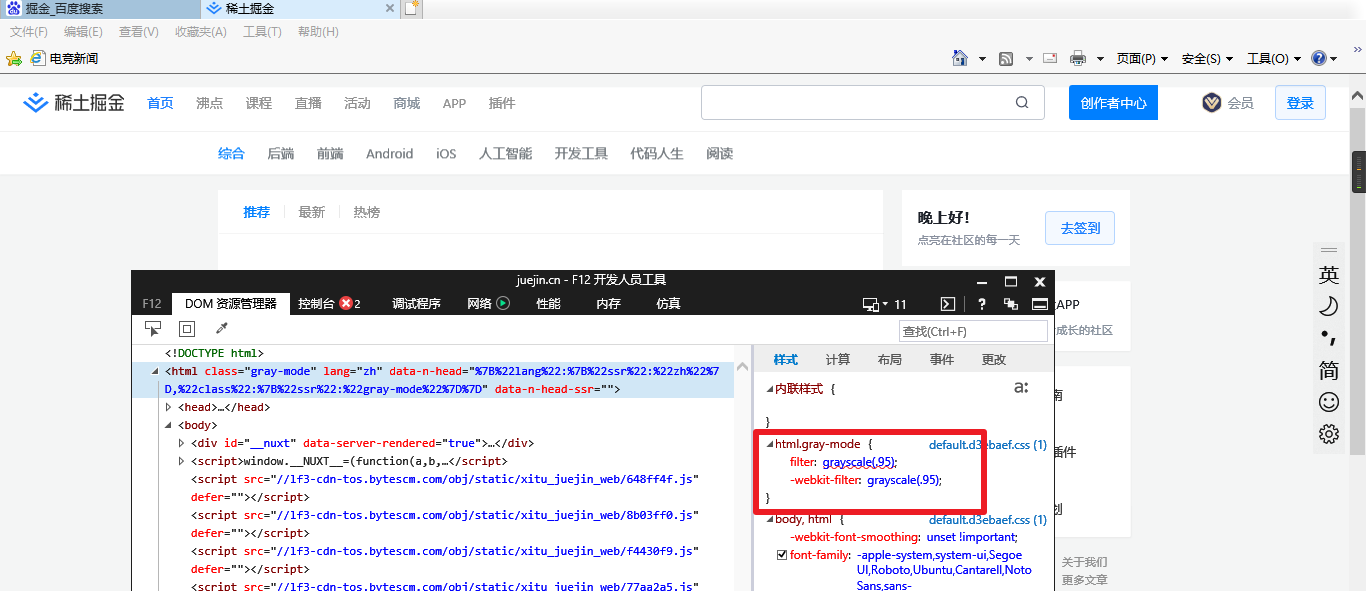 掘金_百度搜索
稀土掘金
文件(F) 编辑(E) 查看(V) 收藏夹(A) 工具(T) 帮助(H)
电竞新闻
页面(P) 安全(S) 工具(O)
稀土掘金 首页 沸点 课程 直播 活动 商城 APP 插件 创作者中心 会员 登录
综合 后端 前端 Android iOS 人工智能 开发工具 代码人生 阅读
推荐 最新 热榜
晚上好!
点亮在社区的每一天
去签到
juejin.cn - F12 开发人员工具
F12 DOM 资源管理器 控制台 2 调试程序 网络 性能 内存 仿真 11 ?
查找(Ctrl+F)
<!DOCTYPE html>
<html class="gray-mode" lang="zh" data-n-head="%7B%22lang%22:%7B%22ssr%22:%22zh%22%7
D,%22class%22:%7B%22ssr%22:%22gray-mode%22%7D%7D" data-n-head-ssr="">
<head>…</head>
<body>
<div id="__nuxt" data-server-rendered="true">…</div>
<script>window.__NUXT__=(function(a,b,…</script>
<script src="//lf3-cdn-tos.bytescm.com/obj/static/xitu_juejin_web/648ff4f.js"
defer=""></script>
<script src="//lf3-cdn-tos.bytescm.com/obj/static/xitu_juejin_web/8b03ff0.js"
defer=""></script>
<script src="//lf3-cdn-tos.bytescm.com/obj/static/xitu_juejin_web/f4430f9.js"
defer=""></script>
<script src="//lf3-cdn-tos.bytescm.com/obj/static/xitu_juejin_web/77aa2a5.js"
样式 计算 布局 事件 更改
内联样式 {
a:
}
html.gray-mode { default.d3ebaef.css (1)
filter: grayscale(.95);
-webkit-filter: grayscale(.95);
}
body, html { default.d3ebaef.css (1)
-webkit-font-smoothing: unset !important;
font-family: -apple-system,system-ui,Segoe
UI,Roboto,Ubuntu,Cantarell,Noto
Sans,sans-
APP
成长的社区
南
插件
划
关于我们
更多文章
英
简